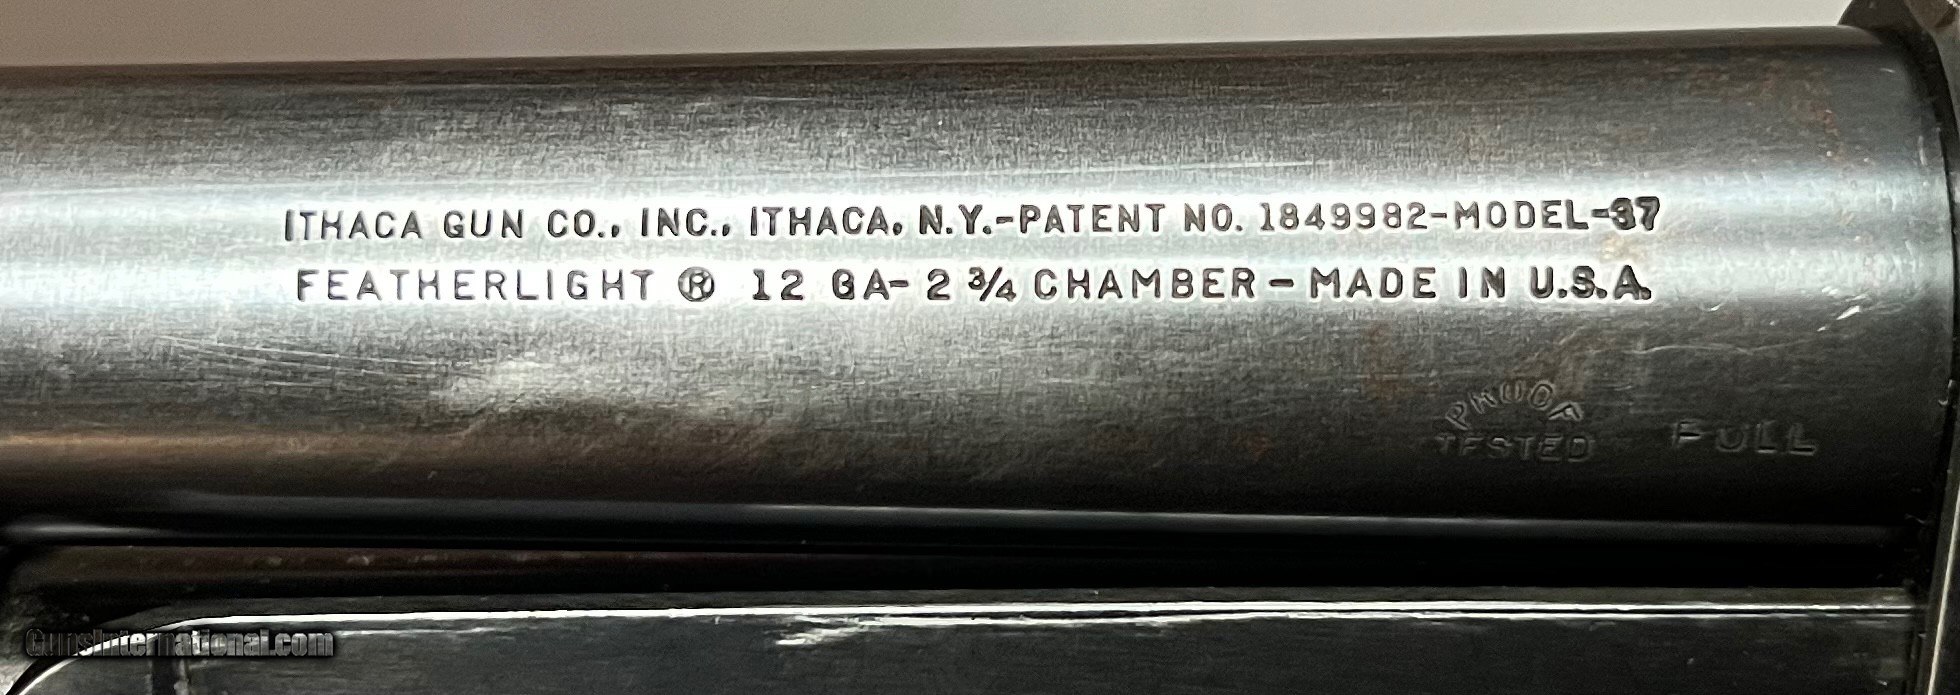 ITHACA GUN CO., INC., ITHACA, N.Y.-PATENT NO. 1849982-MODEL-37
FEATHERLIGHT ® 12 GA- 2 3/4 CHAMBER - MADE IN U.S.A.
PROOF
TESTED FULL
GunsInternational.com